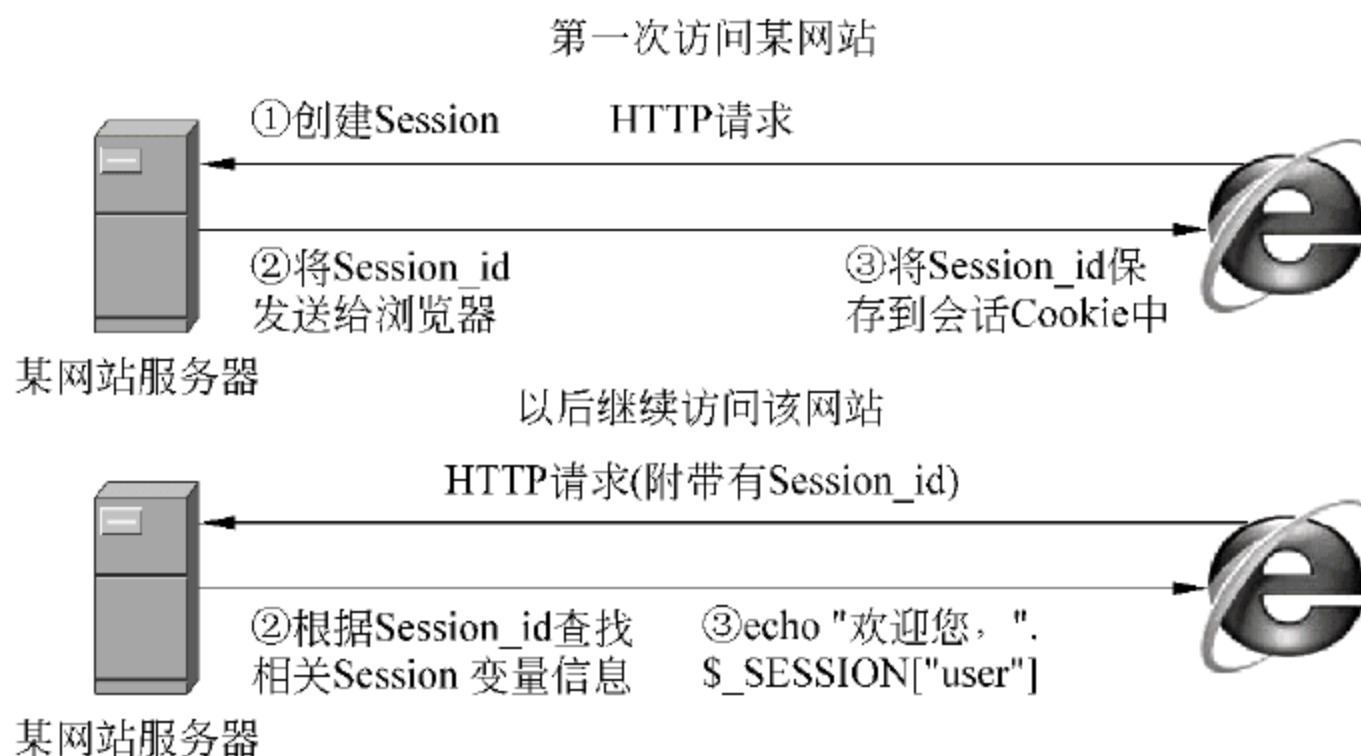 第一次访问某网站
①创建Session HTTP请求
②将Session_id
发送给浏览器
③将Session_id保
存到会话Cookie中
某网站服务器
以后继续访问该网站
HTTP请求(附带有Session_id)
②根据Session_id查找
相关Session 变量信息
③echo "欢迎您，".
$_SESSION["user"]
某网站服务器